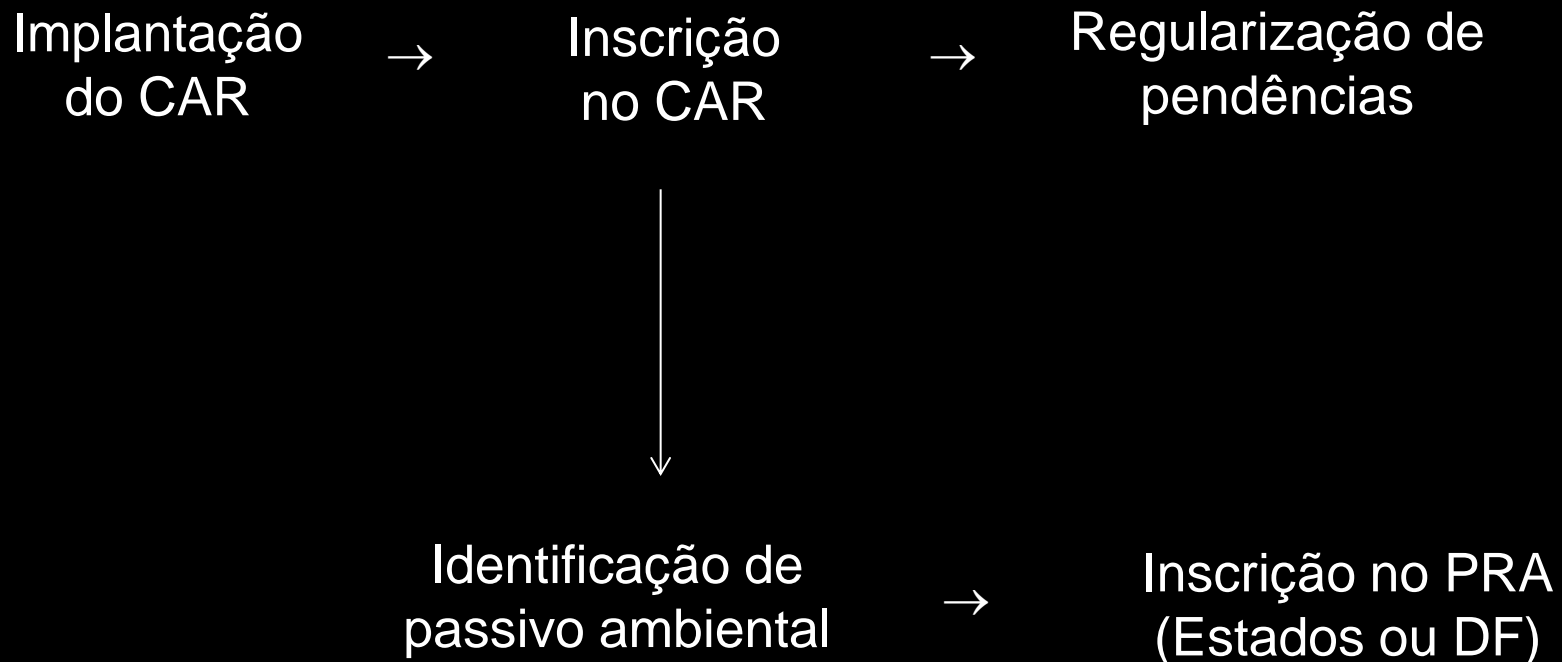 Implantação
do CAR
→
Inscrição
no CAR
→
Regularização de
pendências
Identificação de
passivo ambiental
→
Inscrição no PRA
(Estados ou DF)